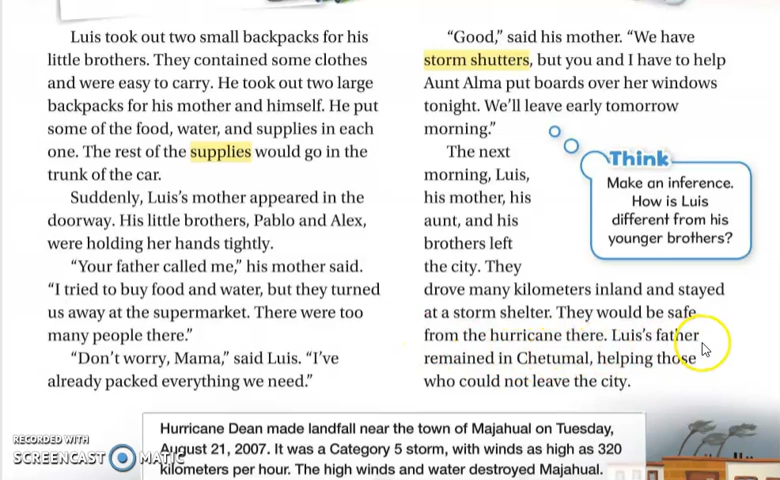 Luis took out two small backpacks for his
little brothers. They contained some clothes
and were easy to carry. He took out two large
backpacks for his mother and himself. He put
some of the food, water, and supplies in each
one. The rest of the supplies would go in the
trunk of the car.
Suddenly, Luis's mother appeared in the
doorway. His little brothers, Pablo and Alex,
were holding her hands tightly.
"Your father called me," his mother said.
"I tried to buy food and water, but they turned
us away at the supermarket. There were too
many people there."
"Don't worry, Mama," said Luis. "I've
already packed everything we need."
"Good," said his mother. "We have
storm shutters, but you and I have to help
Aunt Alma put boards over her windows
tonight. We'll leave early tomorrow
morning."
The next
morning, Luis,
his mother, his
aunt, and his
brothers left
the city. They
drove many kilometers inland and stayed
at a storm shelter. They would be safe
from the hurricane there. Luis's father
remained in Chetumal, helping those
who could not leave the city.
Think
Make an inference.
How is Luis
different from his
younger brothers?
Hurricane Dean made landfall near the town of Majahual on Tuesday,
August 21, 2007. It was a Category 5 storm, with winds as high as 320
kilometers per hour. The high winds and water destroyed Majahual.
RECORDED WITH
SCREENCAST MATIC